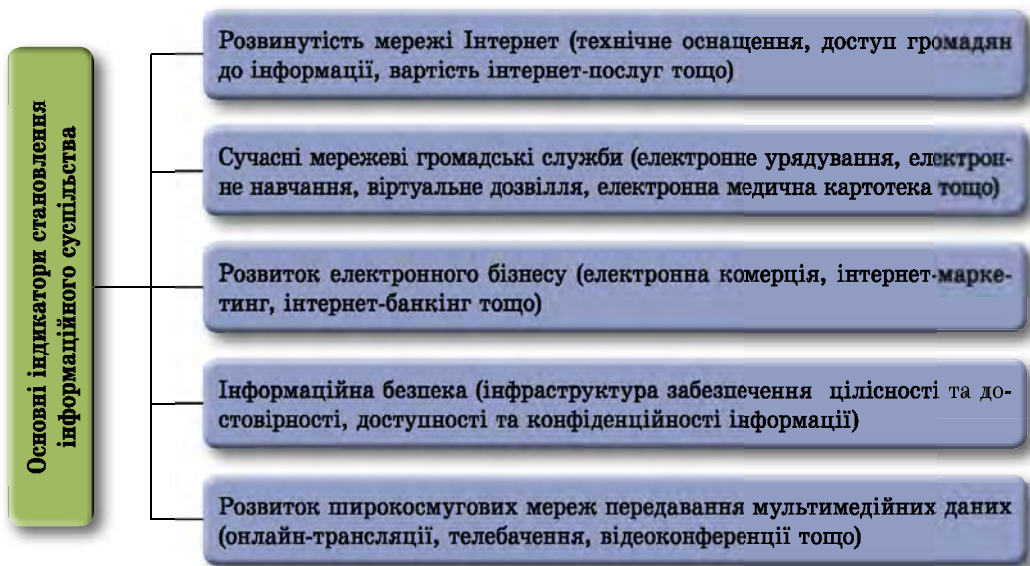 Основні індикатори становлення
інформаційного суспільства
Розвинутість мережі Інтернет (технічне оснащення, доступ громадян
до інформації, вартість інтернет-послуг тощо)
Сучасні мережеві громадські служби (електронне урядування, електрон-
не навчання, віртуальне дозвілля, електронна медична картотека тощо)
Розвиток електронного бізнесу (електронна комерція, інтернет-марке-
тинг, інтернет-банкінг тощо)
Інформаційна безпека (інфраструктура забезпечення цілісності та до-
стовірності, доступності та конфіденційності інформації)
Розвиток широкосмугових мереж передавання мультимедійних даних
(онлайн-трансляції, телебачення, відеоконференції тощо)